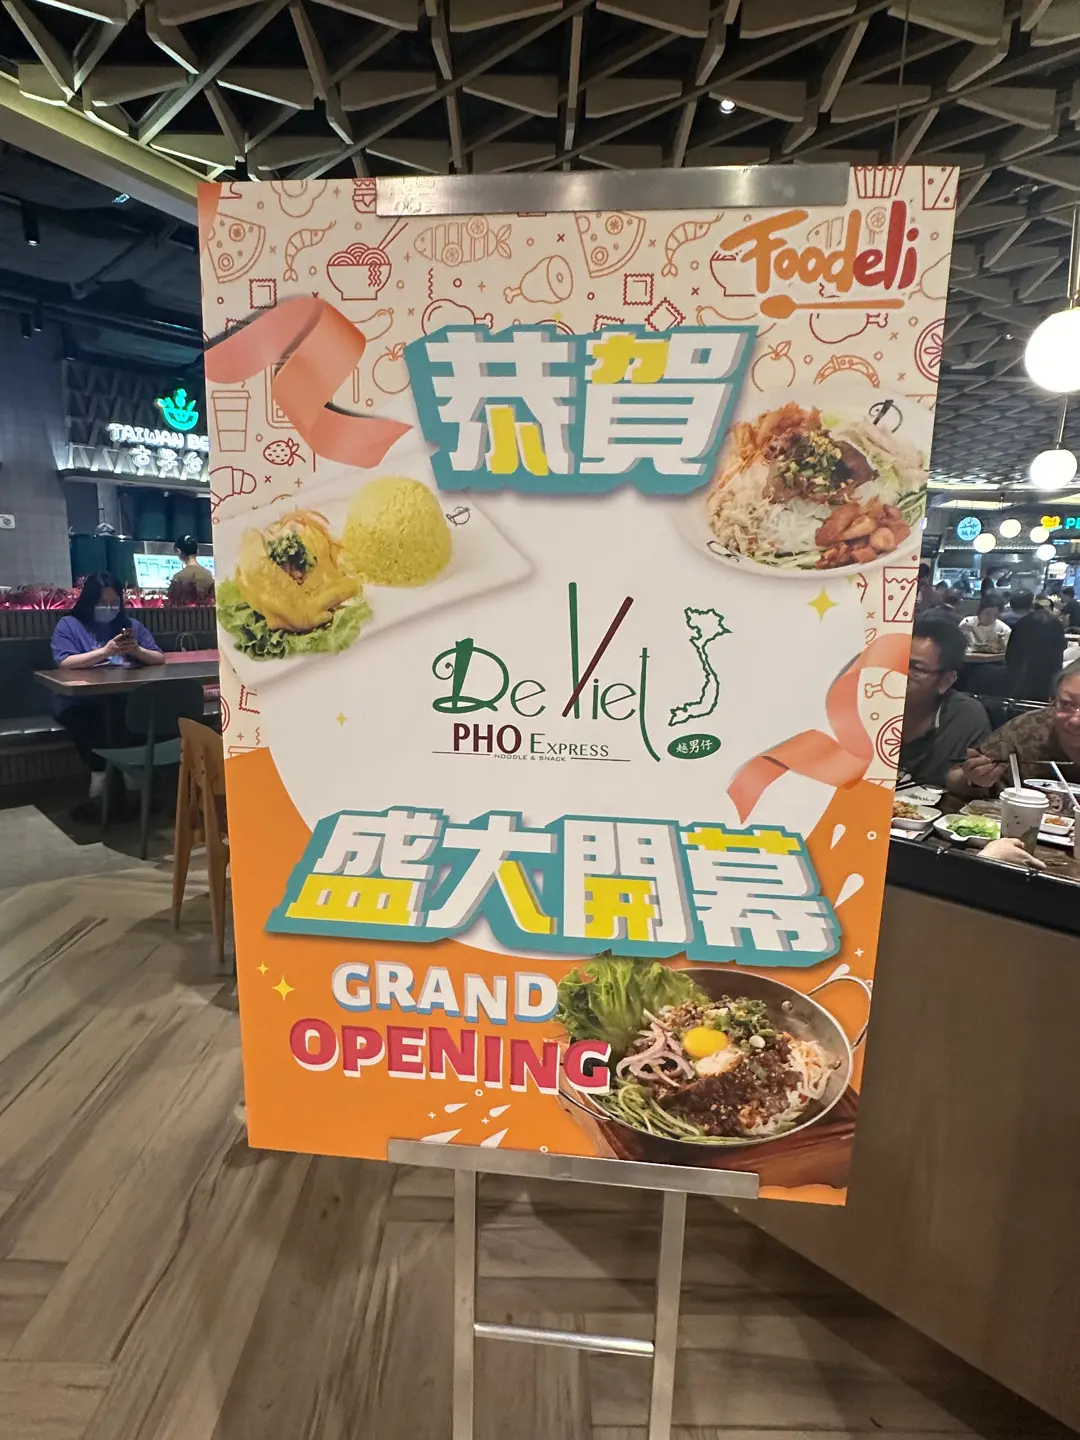 Foodeli
恭賀
TAIWAN BE
De Viet
PHO EXPRESS
NOODLE & SNACK
越男仔
盛大開幕
GRAND
OPENING